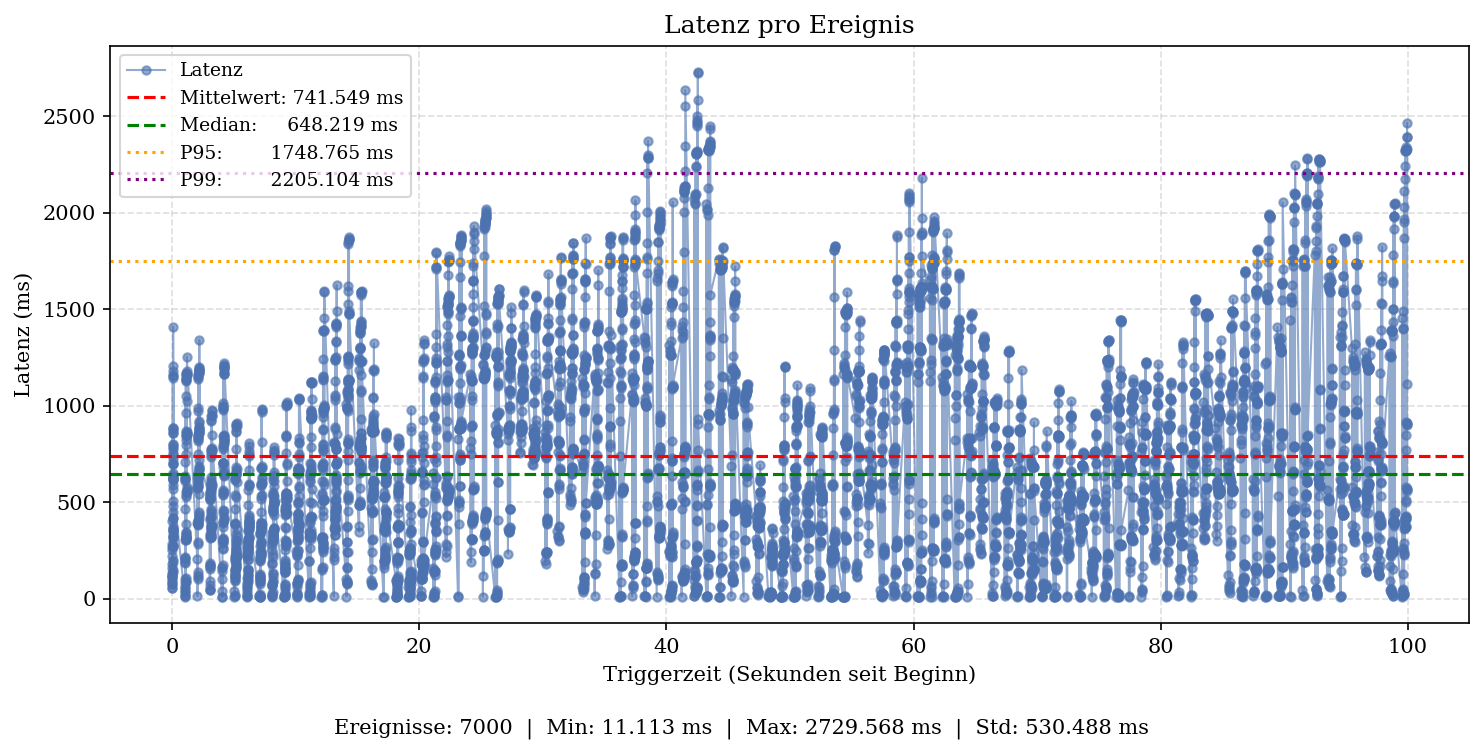 Latenz pro Ereignis
Latenz
Mittelwert: 741.549 ms
Median: 648.219 ms
P95: 1748.765 ms
P99: 2205.104 ms
Latenz (ms)
2500
2000
1500
1000
500
0
0 20 40 60 80 100
Triggerzeit (Sekunden seit Beginn)
Ereignisse: 7000 | Min: 11.113 ms | Max: 2729.568 ms | Std: 530.488 ms